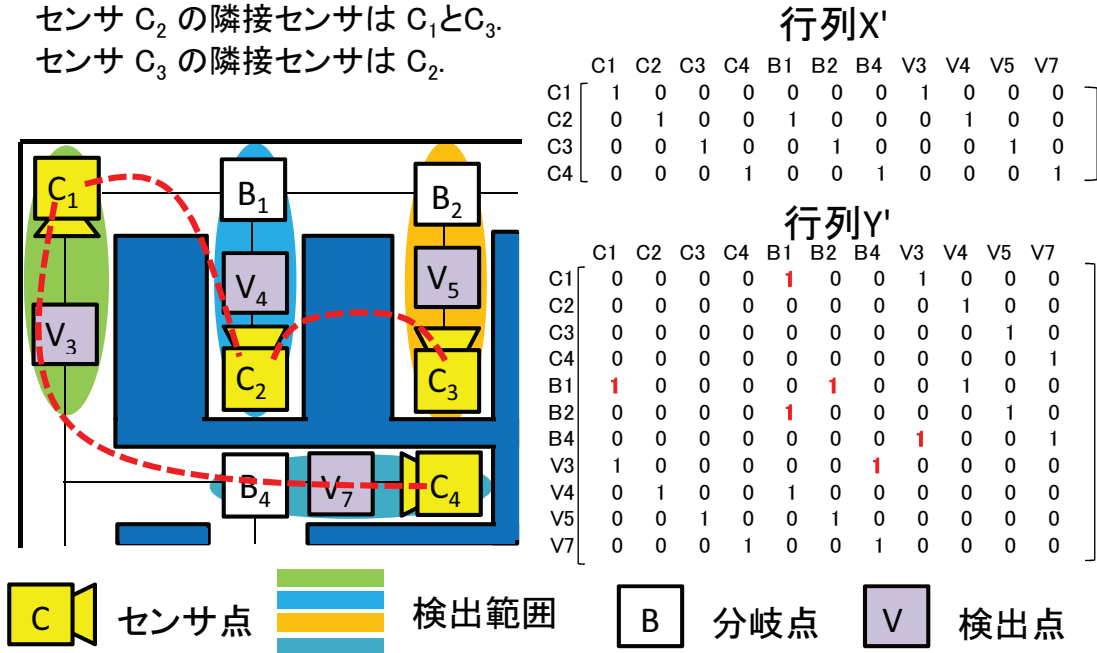 センサ C2 の隣接センサは C1とC3.
センサ C3 の隣接センサは C2.
行列X'
C1 C2 C3 C4 B1 B2 B4 V3 V4 V5 V7
C1 1 0 0 0 0 0 0 1 0 0 0
C2 0 1 0 0 1 0 0 0 1 0 0
C3 0 0 1 0 0 1 0 0 0 1 0
C4 0 0 0 1 0 0 1 0 0 0 1
行列Y'
C1 C2 C3 C4 B1 B2 B4 V3 V4 V5 V7
C1 0 0 0 0 1 0 0 1 0 0 0
C2 0 0 0 0 0 0 0 0 1 0 0
C3 0 0 0 0 0 0 0 0 0 1 0
C4 0 0 0 0 0 0 0 0 0 0 1
B1 1 0 0 0 0 1 0 0 1 0 0
B2 0 0 0 0 1 0 0 0 0 1 0
B4 0 0 0 0 0 0 0 1 0 0 1
V3 1 0 0 0 0 0 1 0 0 0 0
V4 0 1 0 0 1 0 0 0 0 0 0
V5 0 0 1 0 0 1 0 0 0 0 0
V7 0 0 0 1 0 0 1 0 0 0 0
C1
B1
B2
V4
V5
V3
C2
C3
B4
V7
C4
C
センサ点
検出範囲
B
分岐点
V
検出点